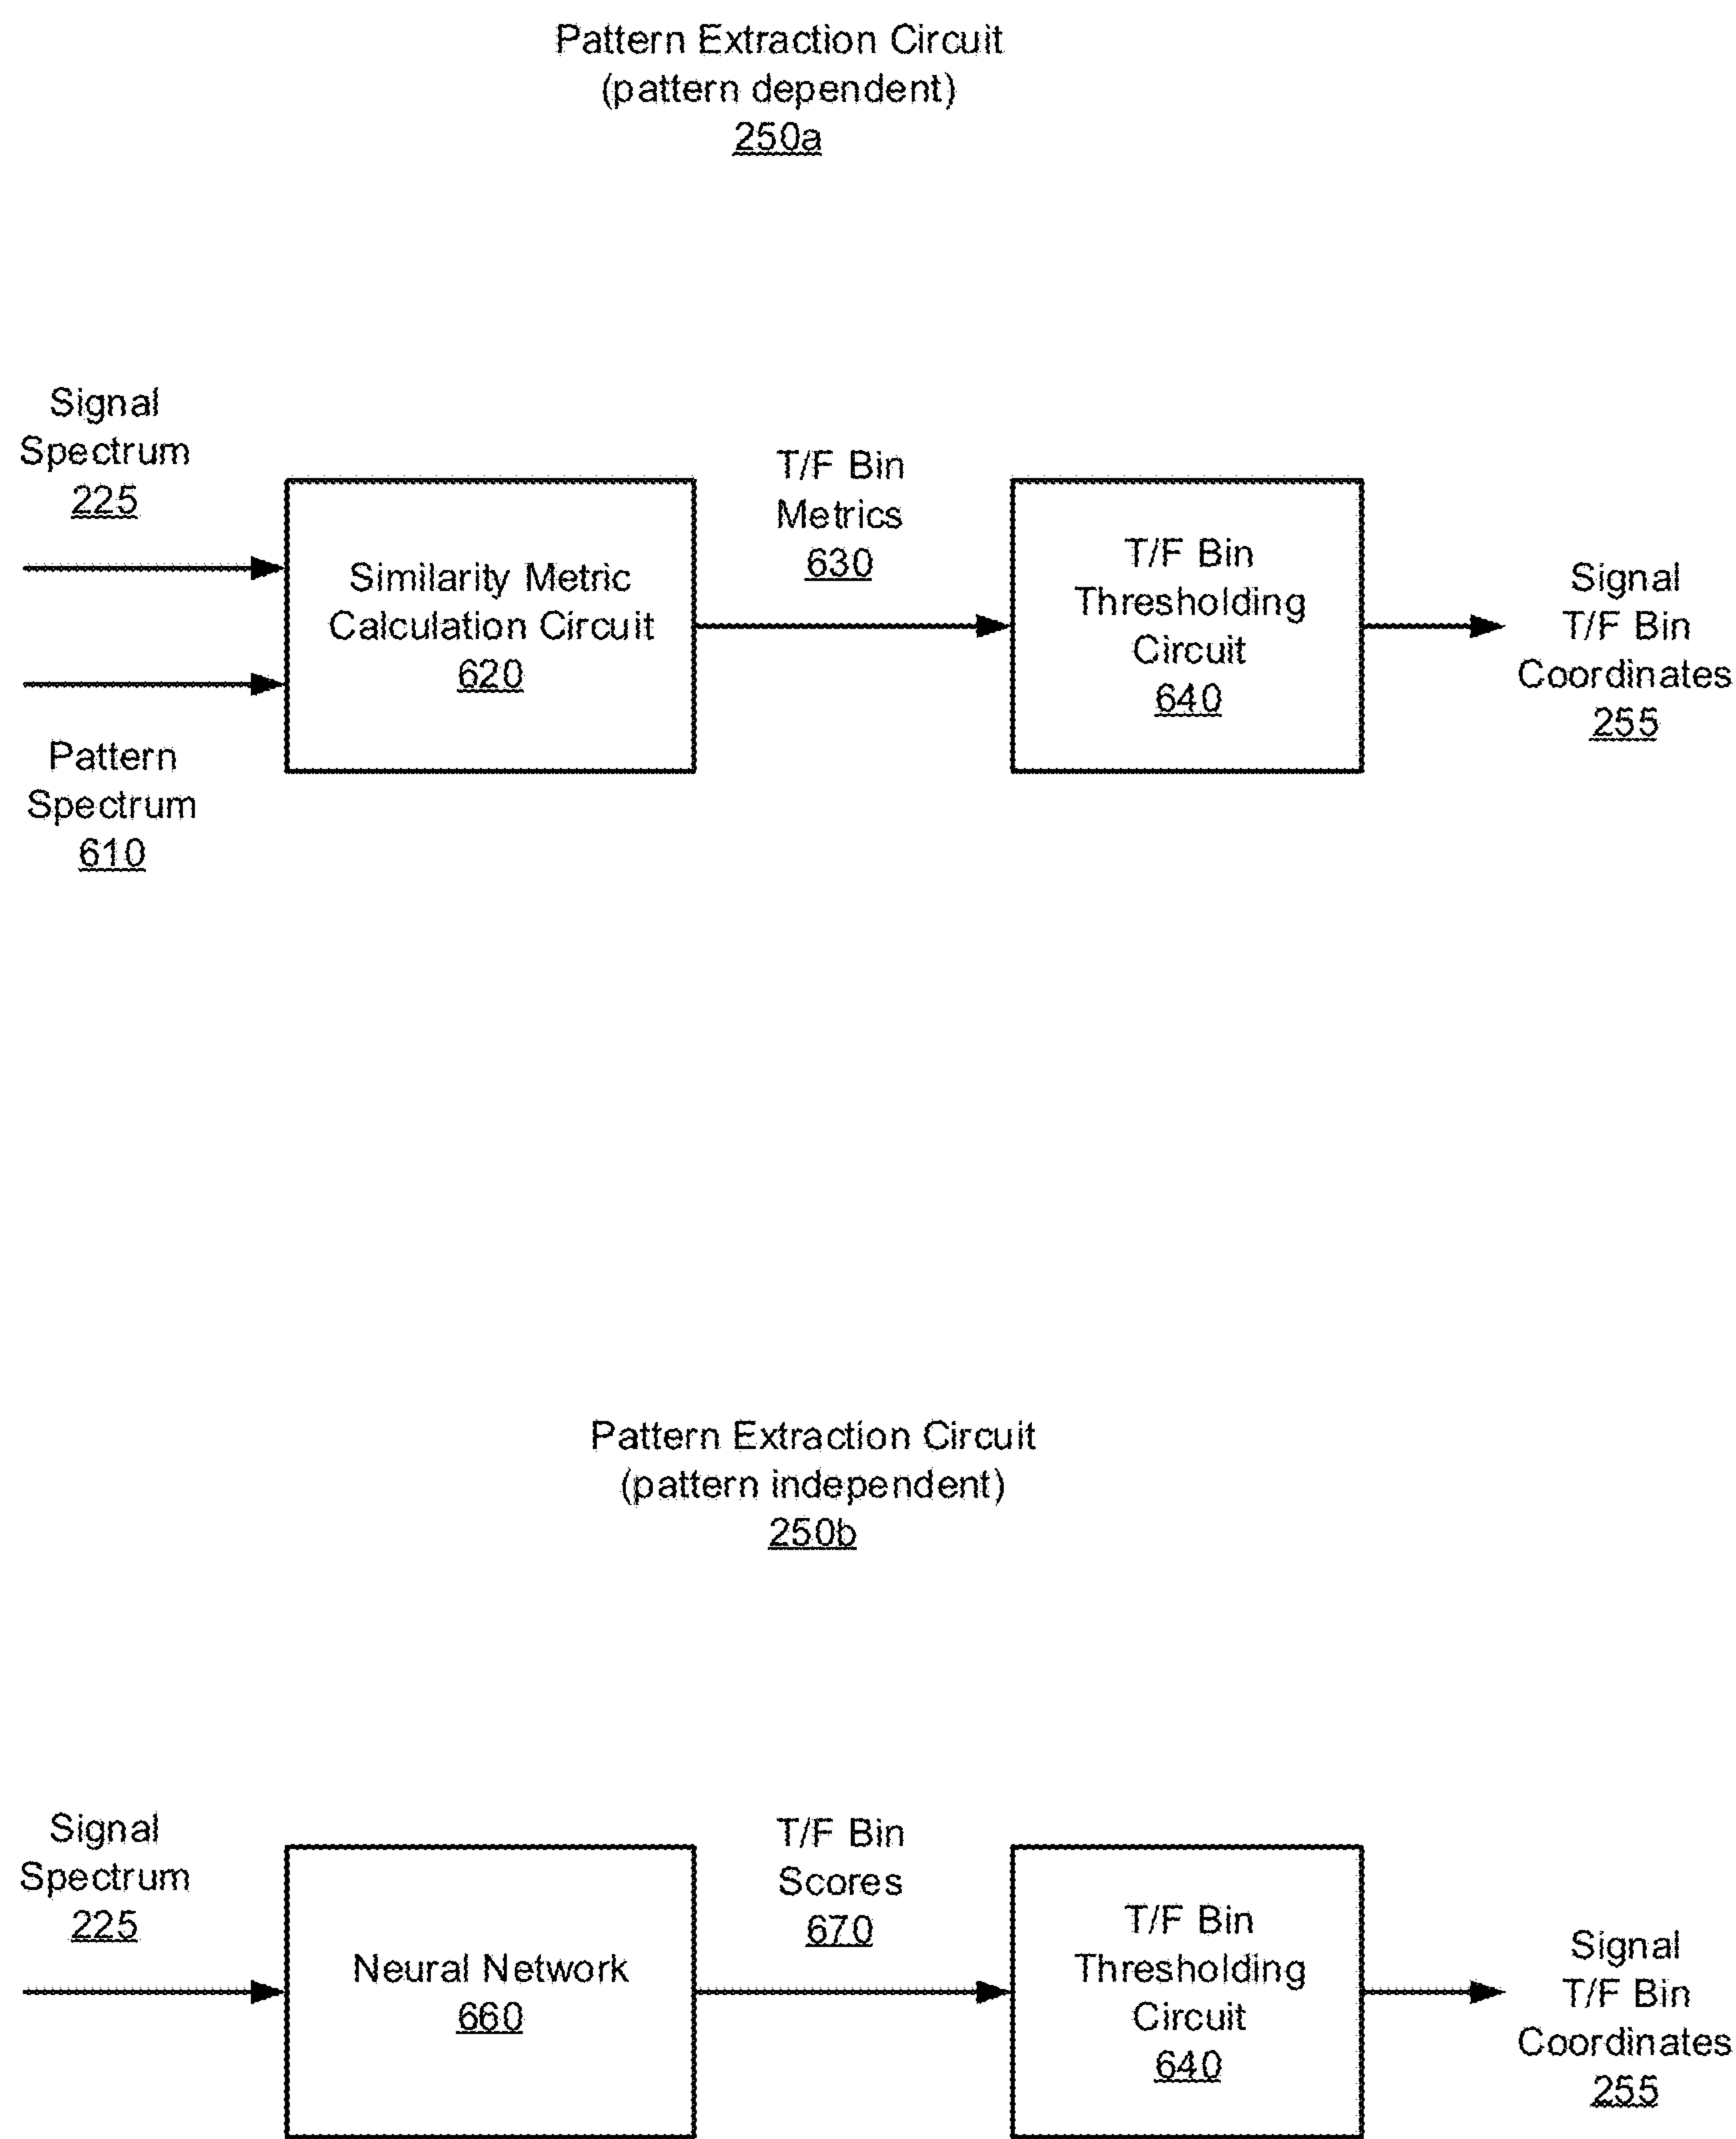 Pattern Extraction Circuit
(pattern dependent)
250a
Signal
Spectrum
225
Pattern
Spectrum
610
Similarity Metric
Calculation Circuit
620
T/F Bin
Metrics
630
T/F Bin
Thresholding
Circuit
640
Signal
T/F Bin
Coordinates
255
Pattern Extraction Circuit
(pattern independent)
250b
Signal
Spectrum
225
Neural Network
660
T/F Bin
Scores
670
T/F Bin
Thresholding
Circuit
640
Signal
T/F Bin
Coordinates
255